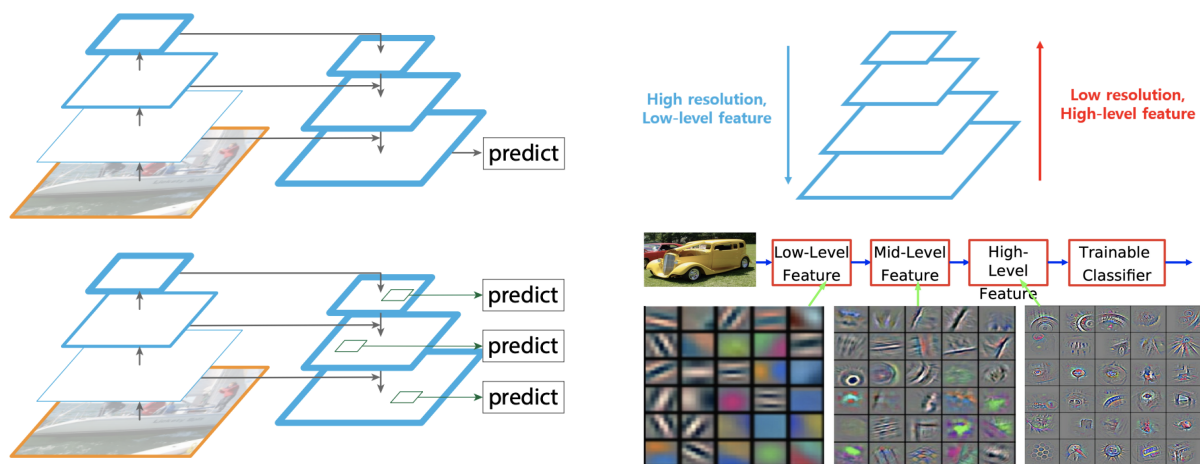 predict
predict
predict
predict
High resolution,
Low-level feature
Low resolution,
High-level feature
Low-Level
Feature
Mid-Level
Feature
High-
Level
Feature
Trainable
Classifier